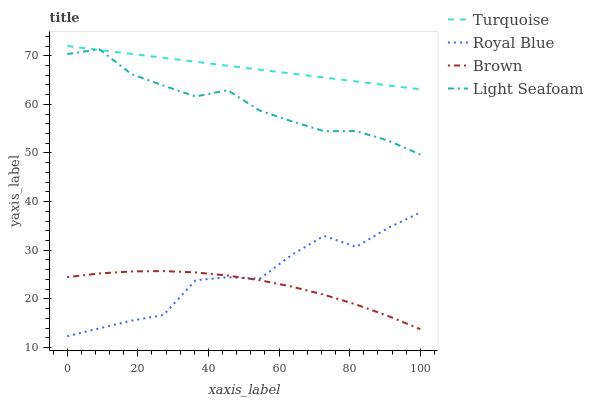 title
Turquoise
Royal Blue
Brown
Light Seafoam
yaxis_label
70
60
50
40
30
20
10
0 20 40 60 80 100
xaxis_label